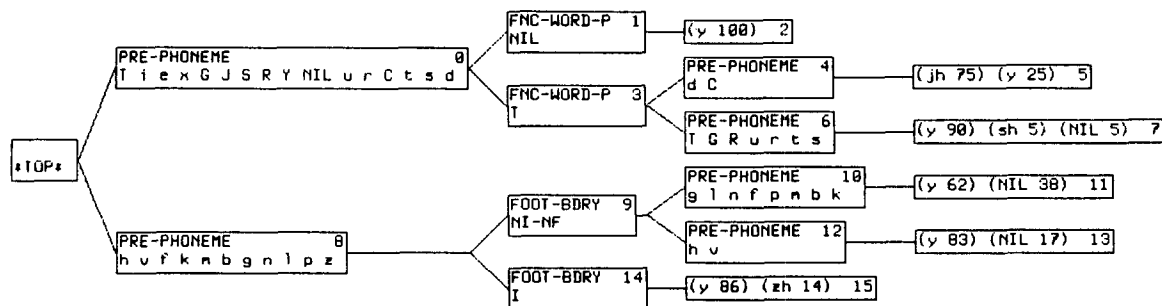 FNC-WORD-P 1
NIL
(y 100) 2
PRE-PHONEME 0
T i e x G J S R Y NIL u r C t s d
PRE-PHONEME 4
d C
(jh 75) (y 25) 5
FNC-WORD-P 3
T
PRE-PHONEME 6
T G R u r t s
(y 90) (sh 5) (NIL 5) 7
*TOP*
PRE-PHONEME 10
g l n f p m b k
(y 62) (NIL 38) 11
FOOT-BDRY 9
NI-NF
PRE-PHONEME 8
h v f k m b g n l p z
PRE-PHONEME 12
h v
(y 83) (NIL 17) 13
FOOT-BDRY 14
I
(y 86) (zh 14) 15